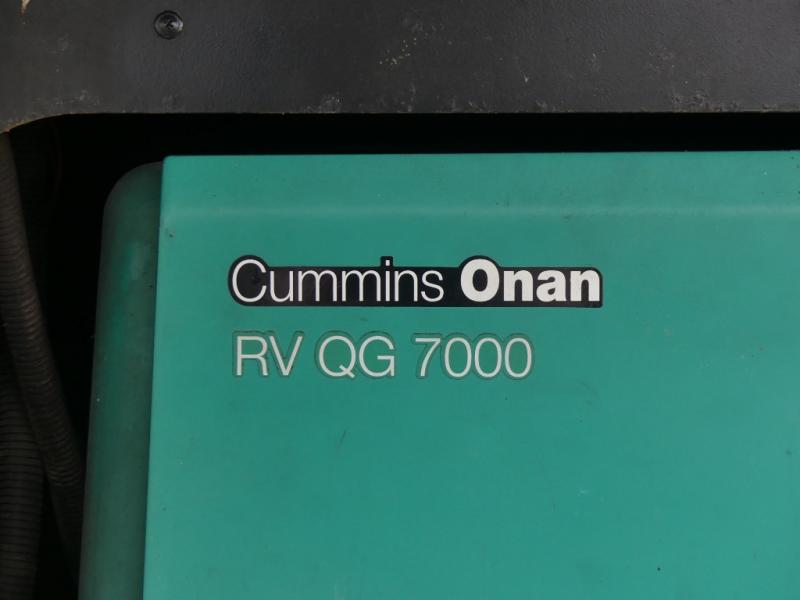 Cummins Onan
RV QG 7000